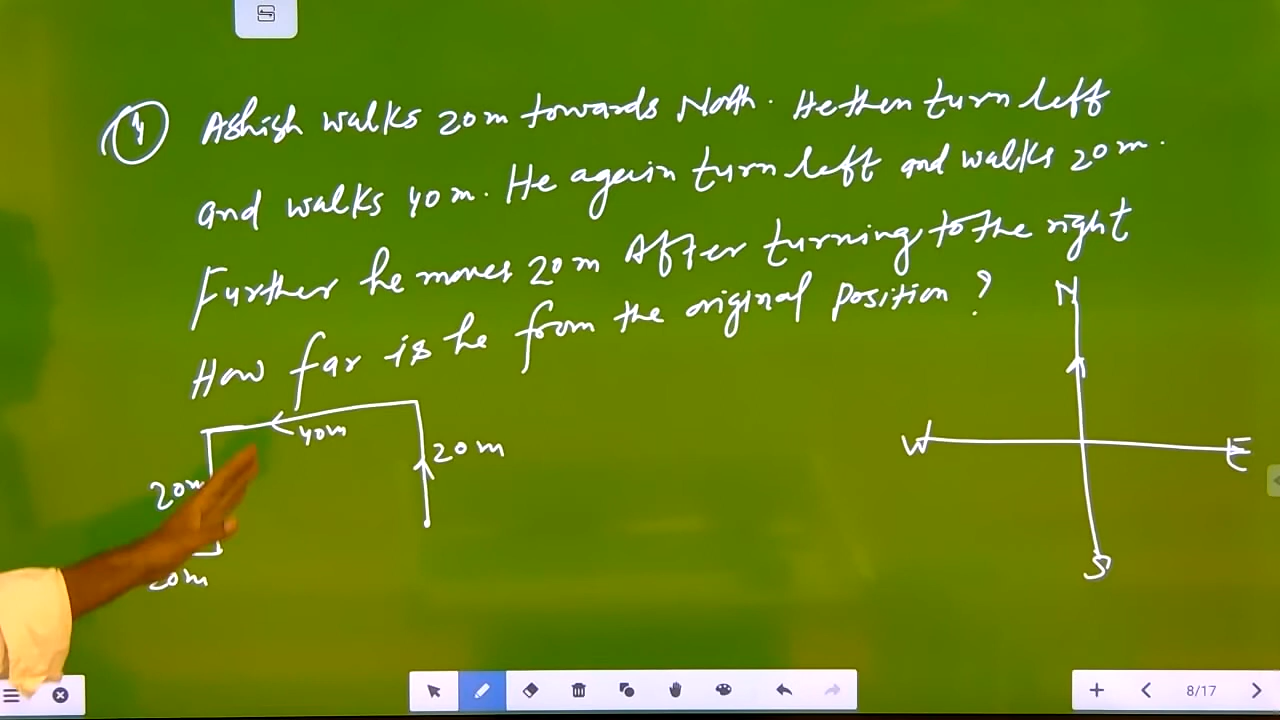 4 Ashish walks 20m towards North. He then turn left
and walks 40m. He again turn left and walks 20m.
Further he moves 20m After turning to the right
How far is he from the original position?
N
W
E
S
40m
20m
20m
20m
8/17